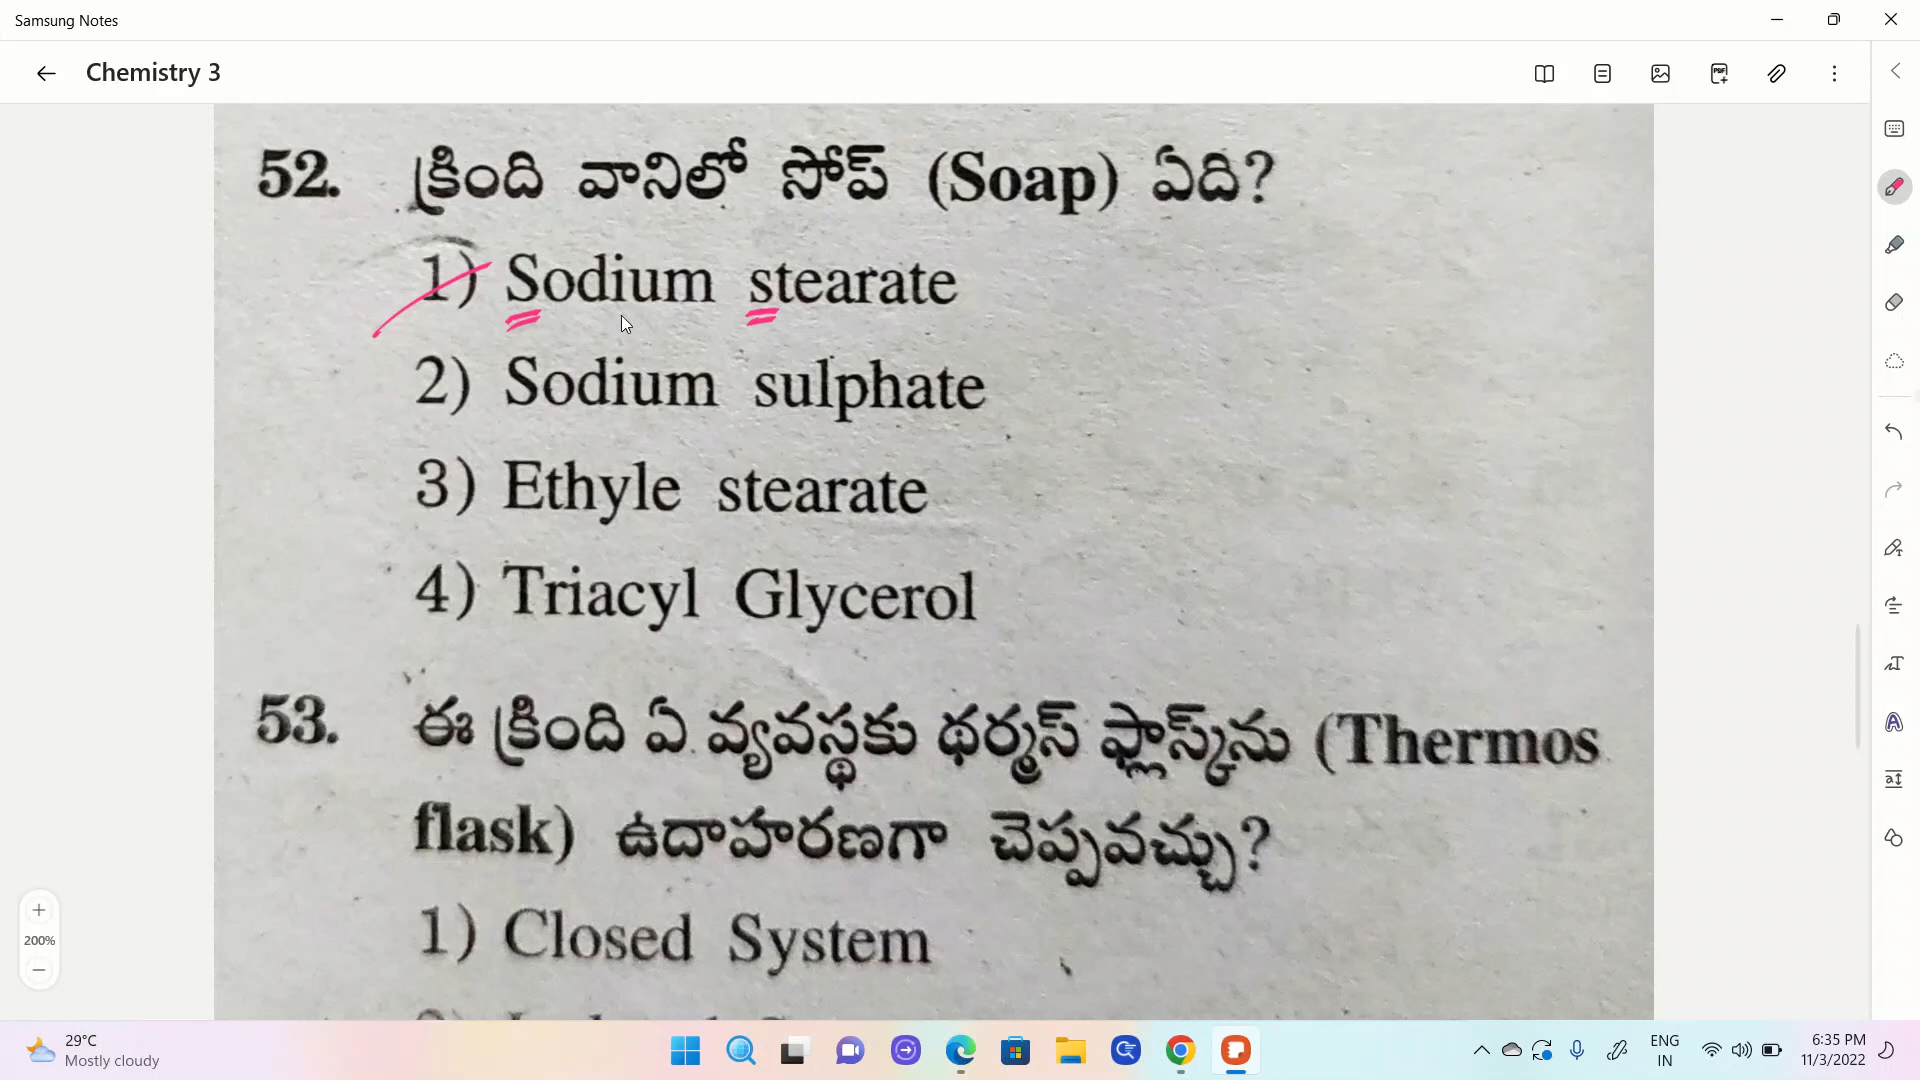 Samsung Notes
Chemistry 3
52. క్రింది వానిలో సోప్ (Soap) ఏది?
1) Sodium stearate
2) Sodium sulphate
3) Ethyle stearate
4) Triacyl Glycerol
53. ఈ క్రింది ఏ వ్యవస్థకు థర్మస్ ఫ్లాస్క్‌ను (Thermos
flask) ఉదాహరణగా చెప్పవచ్చు?
1) Closed System
200%
29°C
Mostly cloudy
ENG
IN
6:35 PM
11/3/2022